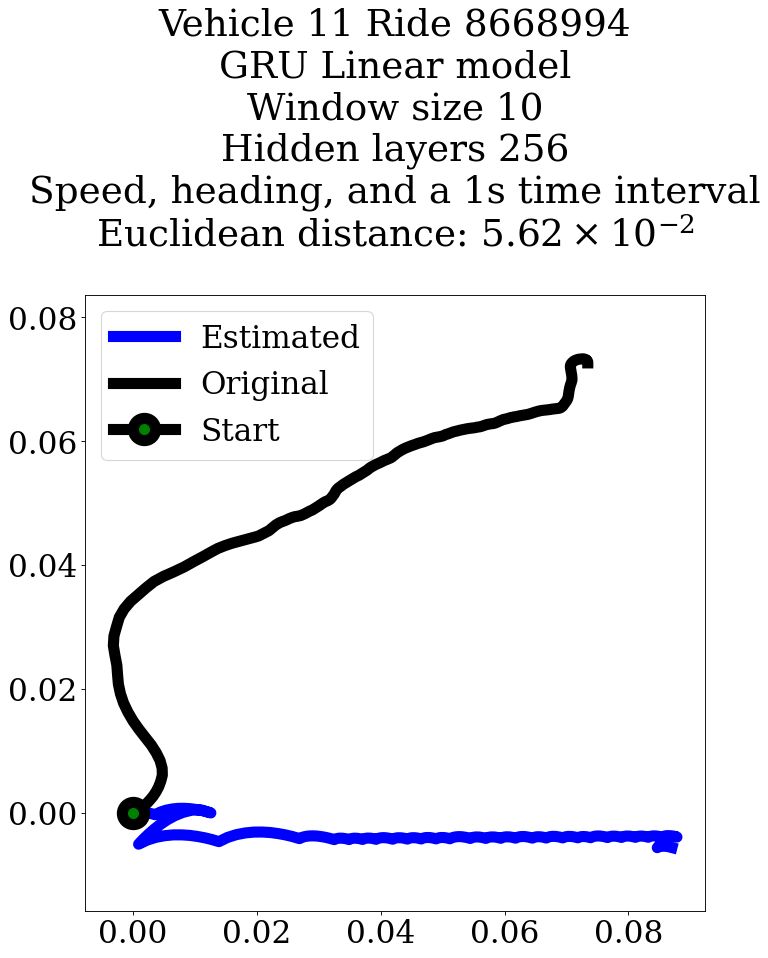 Vehicle 11 Ride 8668994
GRU Linear model
Window size 10
Hidden layers 256
Speed, heading, and a 1s time interval
Euclidean distance: 5.62 × 10⁻²
Estimated
Original
Start
0.08
0.06
0.04
0.02
0.00
0.00 0.02 0.04 0.06 0.08